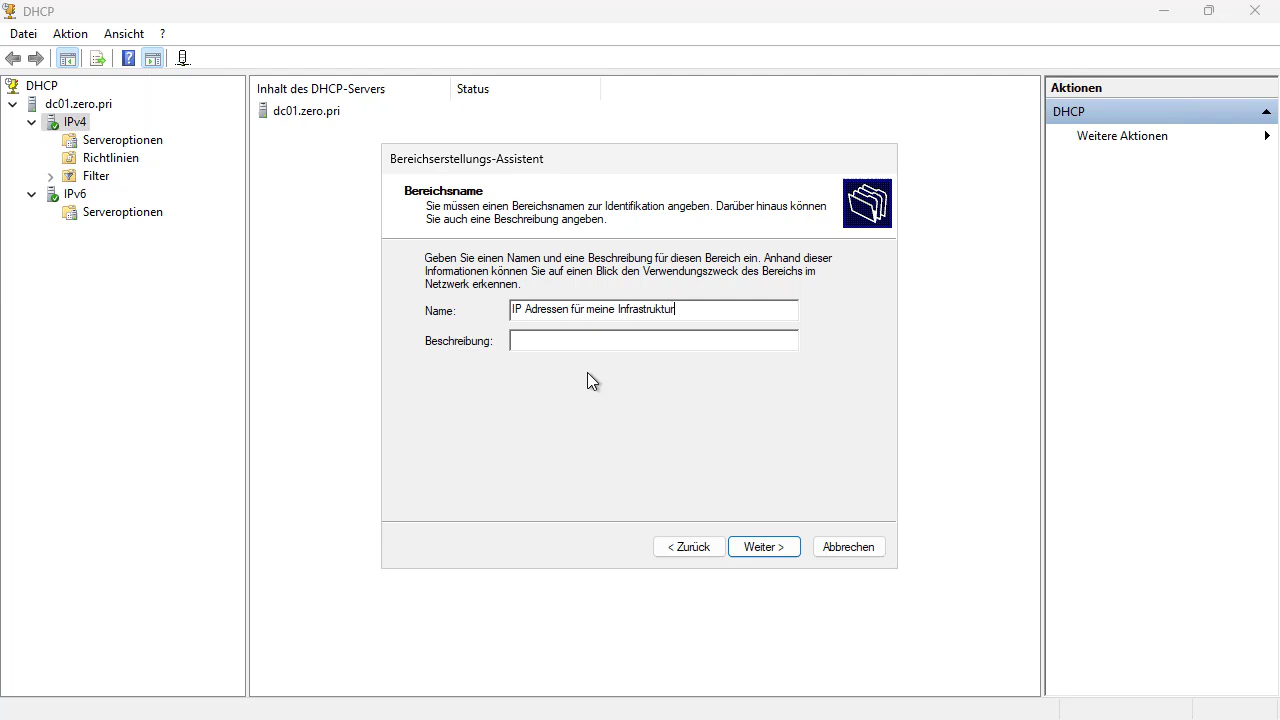 DHCP
Datei Aktion Ansicht ?
DHCP
dc01.zero.pri
IPv4
Serveroptionen
Richtlinien
Filter
IPv6
Serveroptionen
Inhalt des DHCP-Servers Status
dc01.zero.pri
Bereichserstellungs-Assistent
Bereichsname
Sie müssen einen Bereichsnamen zur Identifikation angeben. Darüber hinaus können
Sie auch eine Beschreibung angeben.
Geben Sie einen Namen und eine Beschreibung für diesen Bereich ein. Anhand dieser
Informationen können Sie auf einen Blick den Verwendungszweck des Bereichs im
Netzwerk erkennen.
Name: IP Adressen für meine Infrastruktur
Beschreibung:
< Zurück Weiter > Abbrechen
Aktionen
DHCP
Weitere Aktionen